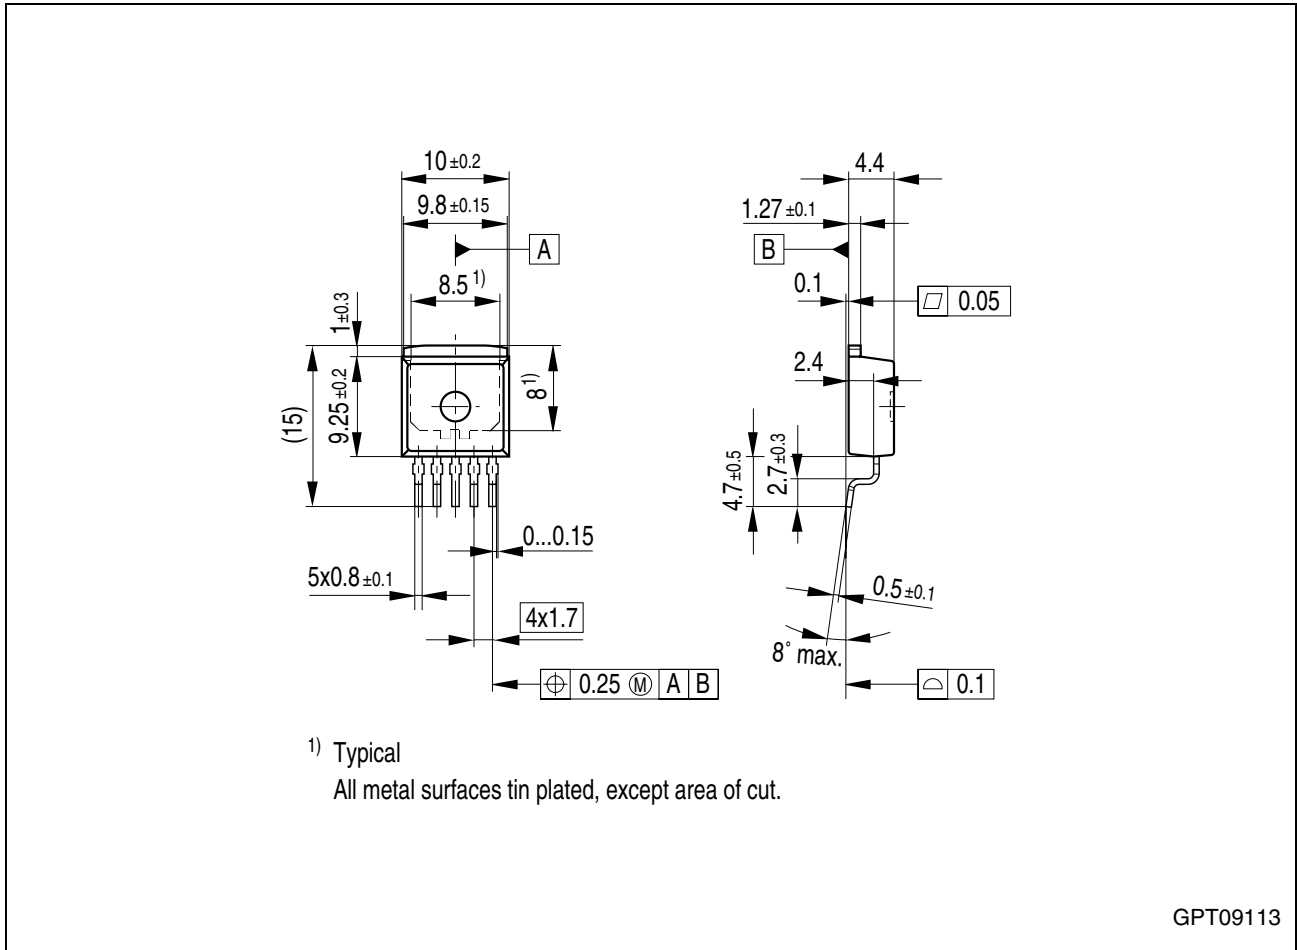 10 ±0.2
9.8 ±0.15
A
8.5 1)
1±0.3
(15)
9.25 ±0.2
8 1)
0...0.15
5x0.8 ±0.1
4x1.7
⌖ 0.25 Ⓜ A B
4.4
1.27 ±0.1
B
0.1
⏥ 0.05
2.4
4.7 ±0.5
2.7 ±0.3
0.5 ±0.1
8° max.
⌓ 0.1
1) Typical
All metal surfaces tin plated, except area of cut.
GPT09113